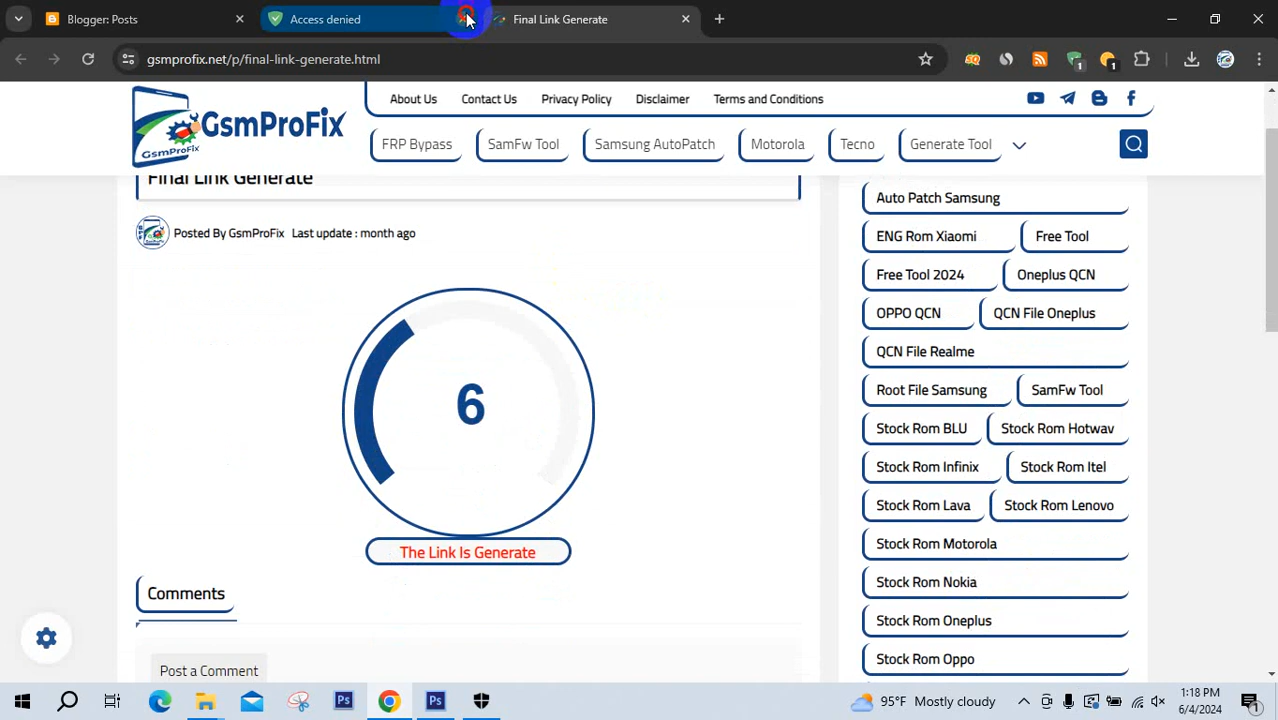 Blogger: Posts
Access denied
Final Link Generate
gsmprofix.net/p/final-link-generate.html
1
1
GsmProFix
GsmProFix
About Us
Contact Us
Privacy Policy
Disclaimer
Terms and Conditions
FRP Bypass
SamFw Tool
Samsung AutoPatch
Motorola
Tecno
Generate Tool
Final Link Generate
Posted By GsmProFix Last update : month ago
6
The Link Is Generate
Comments
Post a Comment
Auto Patch Samsung
ENG Rom Xiaomi
Free Tool
Free Tool 2024
Oneplus QCN
OPPO QCN
QCN File Oneplus
QCN File Realme
Root File Samsung
SamFw Tool
Stock Rom BLU
Stock Rom Hotwav
Stock Rom Infinix
Stock Rom Itel
Stock Rom Lava
Stock Rom Lenovo
Stock Rom Motorola
Stock Rom Nokia
Stock Rom Oneplus
Stock Rom Oppo
Ps
Ps
95°F Mostly cloudy
1:18 PM
6/4/2024